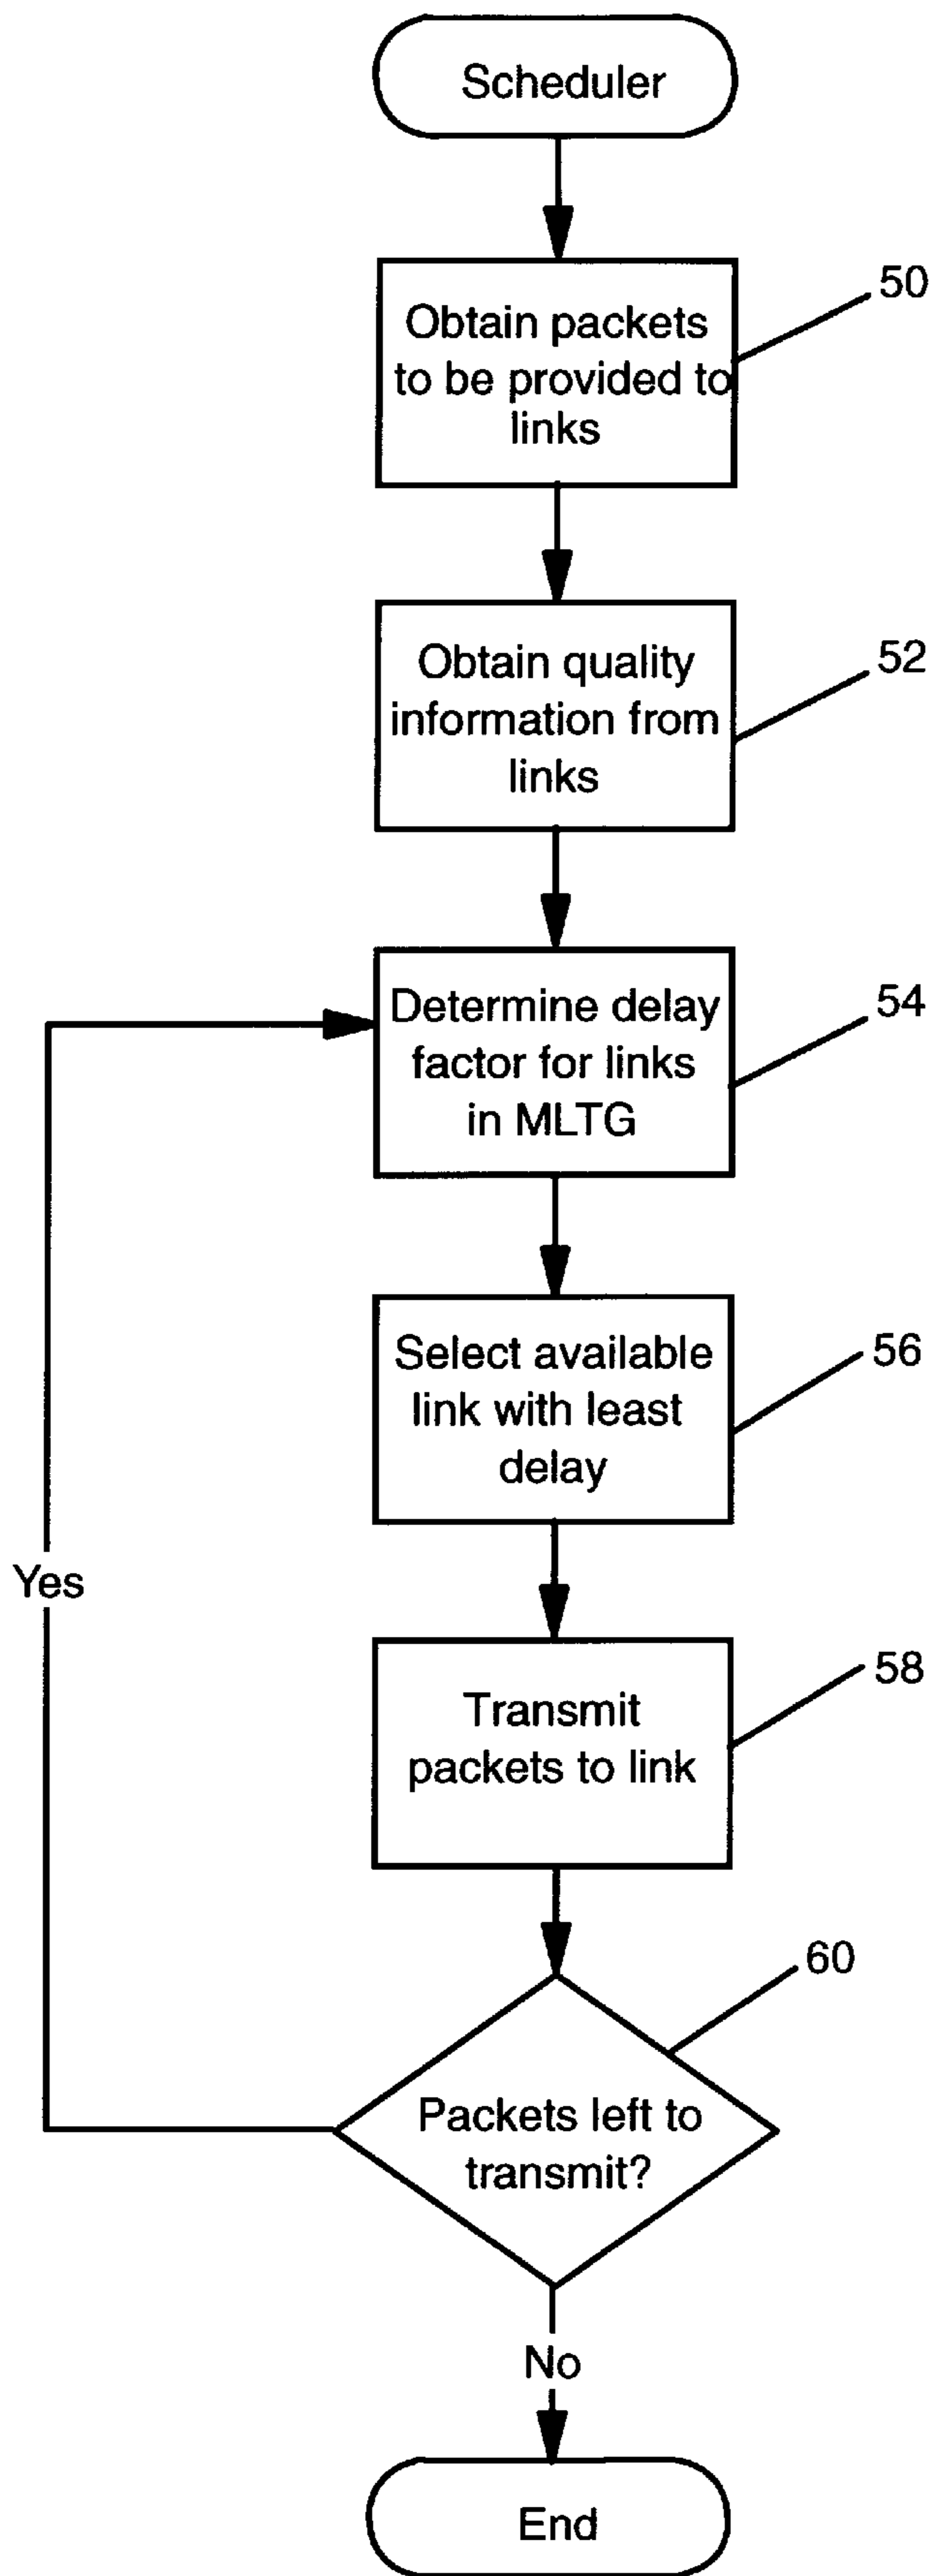 Scheduler
50
Obtain packets
to be provided to
links
52
Obtain quality
information from
links
54
Determine delay
factor for links
in MLTG
56
Select available
link with least
delay
Yes
58
Transmit
packets to link
60
Packets left to
transmit?
No
End